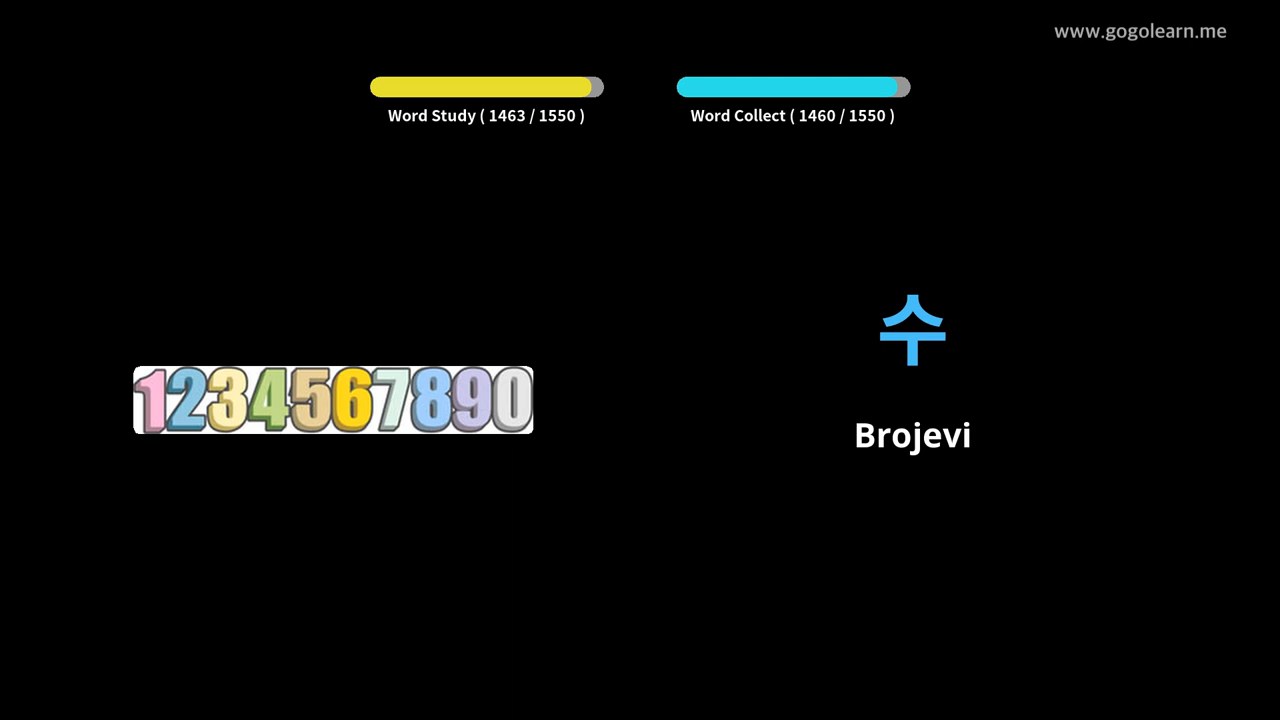 www.gogolearn.me
Word Study ( 1463 / 1550 )
Word Collect ( 1460 / 1550 )
수
1234567890
Brojevi